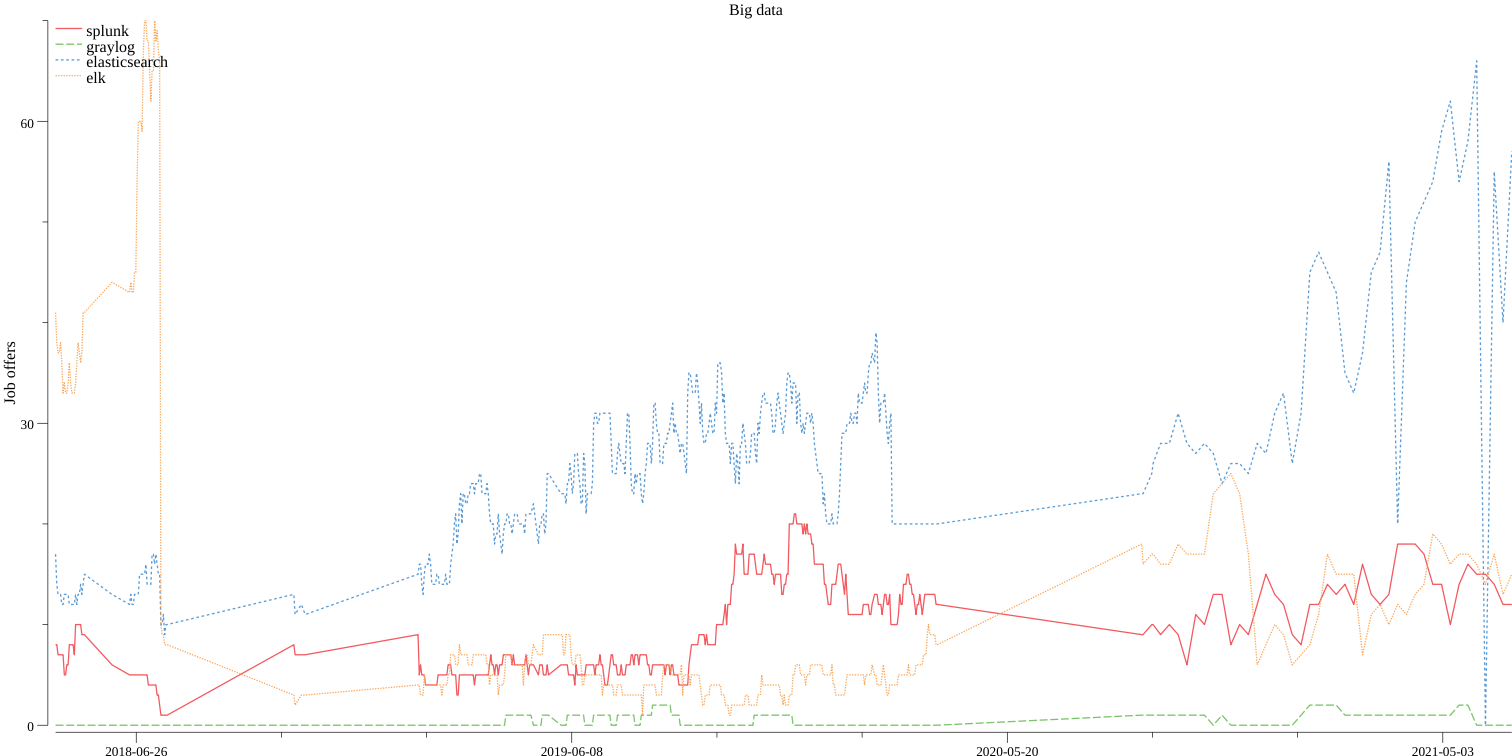 Big data
splunk
graylog
elasticsearch
elk
60
30
0
Job offers
2018-06-26
2019-06-08
2020-05-20
2021-05-03